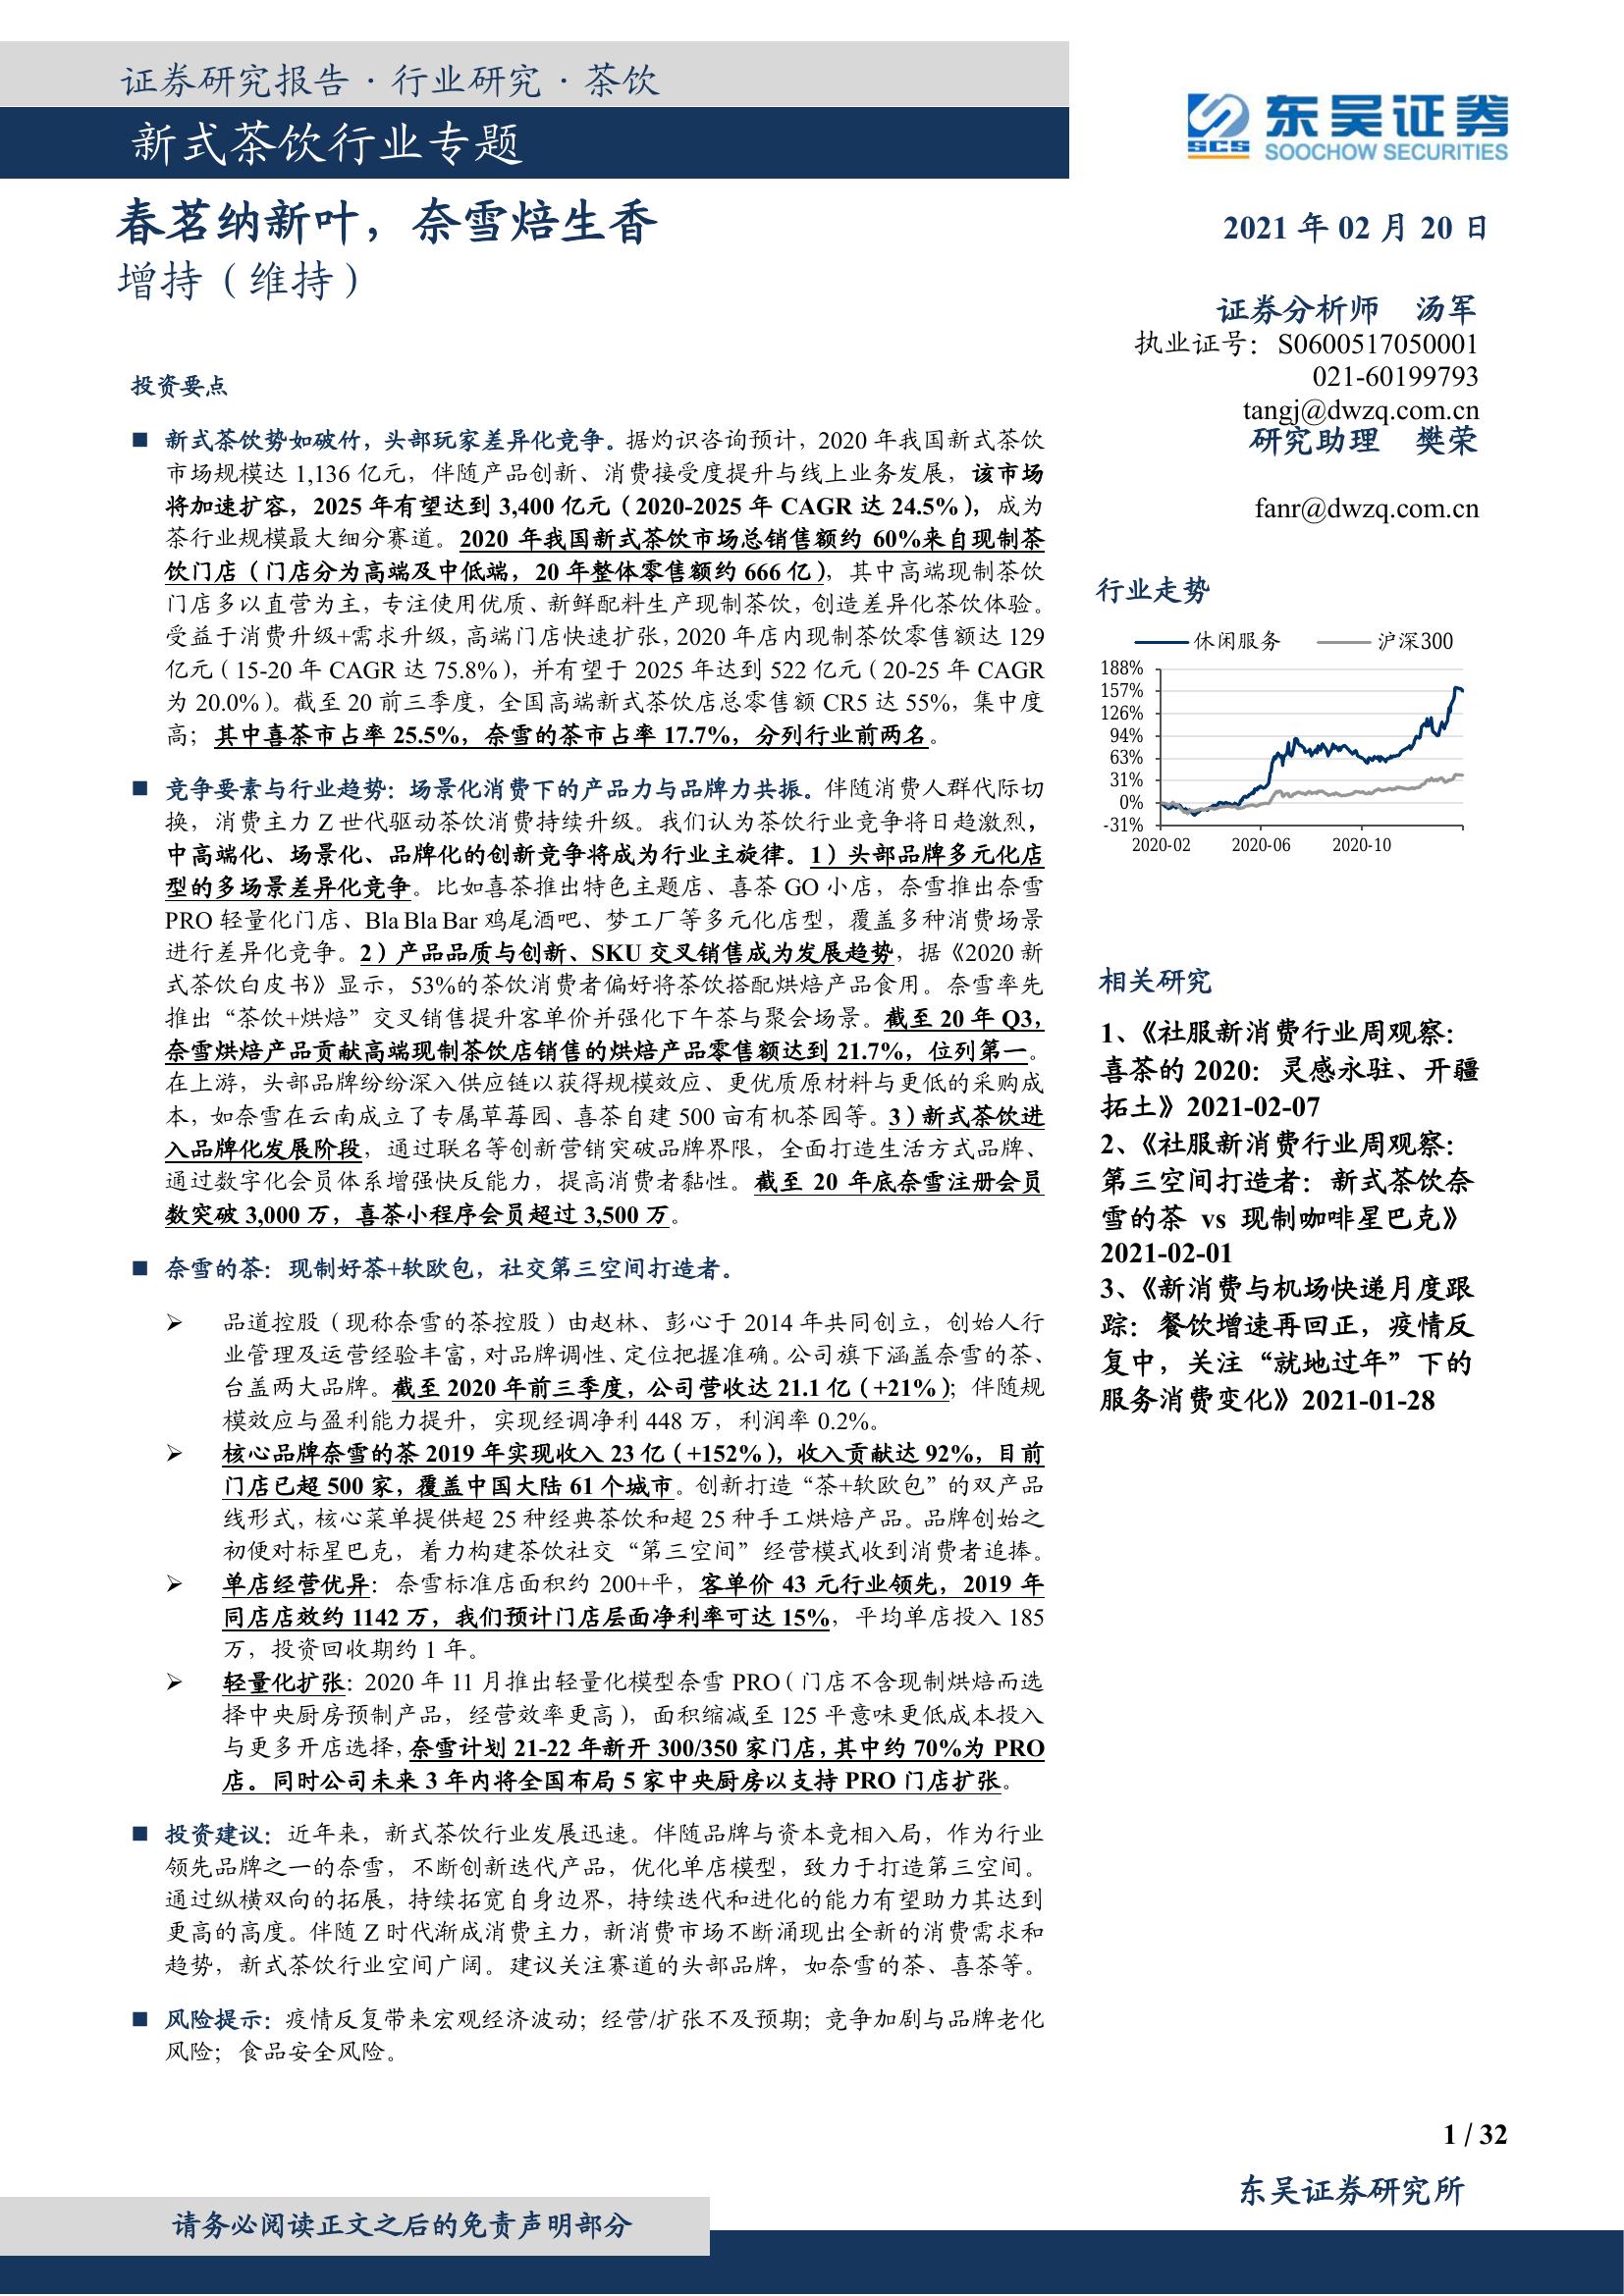 证券研究报告·行业研究·茶饮
新式茶饮行业专题
东吴证券
SCS
SOOCHOW SECURITIES
春茗纳新叶，奈雪焙生香
增持（维持）
2021 年 02 月 20 日
证券分析师 汤军
执业证号：S0600517050001
021-60199793
tangj@dwzq.com.cn
研究助理 樊荣
fanr@dwzq.com.cn
投资要点
■ 新式茶饮势如破竹，头部玩家差异化竞争。据灼识咨询预计，2020 年我国新式茶饮
市场规模达 1,136 亿元，伴随产品创新、消费接受度提升与线上业务发展，该市场
将加速扩容，2025 年有望达到 3,400 亿元（2020-2025 年 CAGR 达 24.5%），成为
茶行业规模最大细分赛道。2020 年我国新式茶饮市场总销售额约 60%来自现制茶
饮门店（门店分为高端及中低端，20 年整体零售额约 666 亿），其中高端现制茶饮
门店多以直营为主，专注使用优质、新鲜配料生产现制茶饮，创造差异化茶饮体验。
受益于消费升级+需求升级，高端门店快速扩张，2020 年店内现制茶饮零售额达 129
亿元（15-20 年 CAGR 达 75.8%），并有望于 2025 年达到 522 亿元（20-25 年 CAGR
为 20.0%）。截至 20 前三季度，全国高端新式茶饮店总零售额 CR5 达 55%，集中度
高；其中喜茶市占率 25.5%，奈雪的茶市占率 17.7%，分列行业前两名。
■ 竞争要素与行业趋势：场景化消费下的产品力与品牌力共振。伴随消费人群代际切
换，消费主力 Z 世代驱动茶饮消费持续升级。我们认为茶饮行业竞争将日趋激烈，
中高端化、场景化、品牌化的创新竞争将成为行业主旋律。1）头部品牌多元化店
型的多场景差异化竞争。比如喜茶推出特色主题店、喜茶 GO 小店，奈雪推出奈雪
PRO 轻量化门店、Bla Bla Bar 鸡尾酒吧、梦工厂等多元化店型，覆盖多种消费场景
进行差异化竞争。2）产品品质与创新、SKU 交叉销售成为发展趋势，据《2020 新
式茶饮白皮书》显示，53%的茶饮消费者偏好将茶饮搭配烘焙产品食用。奈雪率先
推出“茶饮+烘焙”交叉销售提升客单价并强化下午茶与聚会场景。截至 20 年 Q3，
奈雪烘焙产品贡献高端现制茶饮店销售的烘焙产品零售额达到 21.7%，位列第一。
在上游，头部品牌纷纷深入供应链以获得规模效应、更优质原材料与更低的采购成
本，如奈雪在云南成立了专属草莓园、喜茶自建 500 亩有机茶园等。3）新式茶饮进
入品牌化发展阶段，通过联名等创新营销突破品牌界限，全面打造生活方式品牌、
通过数字化会员体系增强快反能力，提高消费者黏性。截至 20 年底奈雪注册会员
数突破 3,000 万，喜茶小程序会员超过 3,500 万。
■ 奈雪的茶：现制好茶+软欧包，社交第三空间打造者。
➢ 品道控股（现称奈雪的茶控股）由赵林、彭心于 2014 年共同创立，创始人行
业管理及运营经验丰富，对品牌调性、定位把握准确。公司旗下涵盖奈雪的茶、
台盖两大品牌。截至 2020 年前三季度，公司营收达 21.1 亿（+21%）；伴随规
模效应与盈利能力提升，实现经调净利 448 万，利润率 0.2%。
➢ 核心品牌奈雪的茶 2019 年实现收入 23 亿（+152%），收入贡献达 92%，目前
门店已超 500 家，覆盖中国大陆 61 个城市。创新打造“茶+软欧包”的双产品
线形式，核心菜单提供超 25 种经典茶饮和超 25 种手工烘焙产品。品牌创始之
初便对标星巴克，着力构建茶饮社交“第三空间”经营模式收到消费者追捧。
➢ 单店经营优异：奈雪标准店面积约 200+平，客单价 43 元行业领先，2019 年
同店店效约 1142 万，我们预计门店层面净利率可达 15%，平均单店投入 185
万，投资回收期约 1 年。
➢ 轻量化扩张：2020 年 11 月推出轻量化模型奈雪 PRO（门店不含现制烘焙而选
择中央厨房预制产品，经营效率更高），面积缩减至 125 平意味更低成本投入
与更多开店选择，奈雪计划 21-22 年新开 300/350 家门店，其中约 70%为 PRO
店。同时公司未来 3 年内将全国布局 5 家中央厨房以支持 PRO 门店扩张。
■ 投资建议：近年来，新式茶饮行业发展迅速。伴随品牌与资本竞相入局，作为行业
领先品牌之一的奈雪，不断创新迭代产品，优化单店模型，致力于打造第三空间。
通过纵横双向的拓展，持续拓宽自身边界，持续迭代和进化的能力有望助力其达到
更高的高度。伴随 Z 时代渐成消费主力，新消费市场不断涌现出全新的消费需求和
趋势，新式茶饮行业空间广阔。建议关注赛道的头部品牌，如奈雪的茶、喜茶等。
■ 风险提示：疫情反复带来宏观经济波动；经营/扩张不及预期；竞争加剧与品牌老化
风险；食品安全风险。
行业走势
休闲服务 沪深300
188%
157%
126%
94%
63%
31%
0%
-31%
2020-02 2020-06 2020-10
相关研究
1、《社服新消费行业周观察：
喜茶的 2020：灵感永驻、开疆
拓土》2021-02-07
2、《社服新消费行业周观察：
第三空间打造者：新式茶饮奈
雪的茶 vs 现制咖啡星巴克》
2021-02-01
3、《新消费与机场快递月度跟
踪：餐饮增速再回正，疫情反
复中，关注“就地过年”下的
服务消费变化》2021-01-28
1 / 32
东吴证券研究所
请务必阅读正文之后的免责声明部分